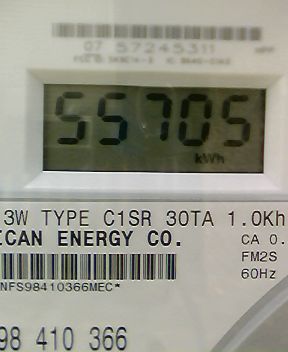 07 57245311
55705
kWh
3W TYPE C1SR 30TA 1.0Kh
ICAN ENERGY CO.
CA 0.
FM2S
60Hz
NFS98410366MEC*
98 410 366